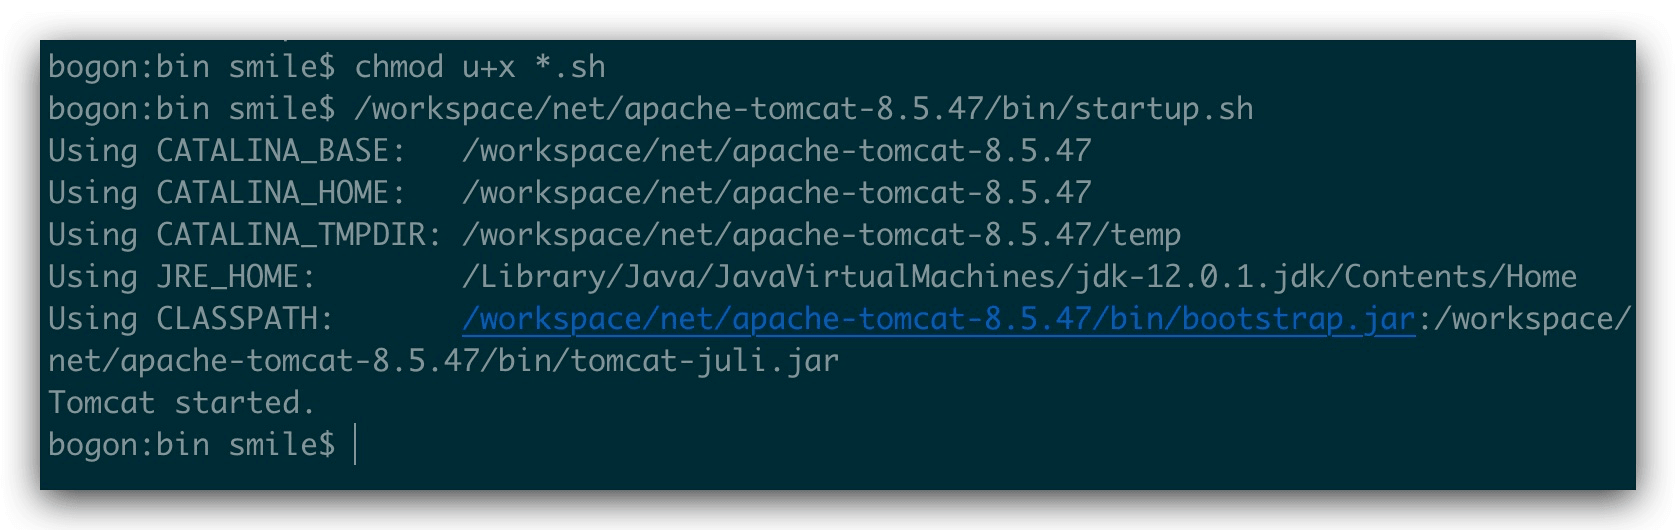 bogon:bin smile$ chmod u+x *.sh
bogon:bin smile$ /workspace/net/apache-tomcat-8.5.47/bin/startup.sh
Using CATALINA_BASE:   /workspace/net/apache-tomcat-8.5.47
Using CATALINA_HOME:   /workspace/net/apache-tomcat-8.5.47
Using CATALINA_TMPDIR: /workspace/net/apache-tomcat-8.5.47/temp
Using JRE_HOME:        /Library/Java/JavaVirtualMachines/jdk-12.0.1.jdk/Contents/Home
Using CLASSPATH:       /workspace/net/apache-tomcat-8.5.47/bin/bootstrap.jar:/workspace/
net/apache-tomcat-8.5.47/bin/tomcat-juli.jar
Tomcat started.
bogon:bin smile$